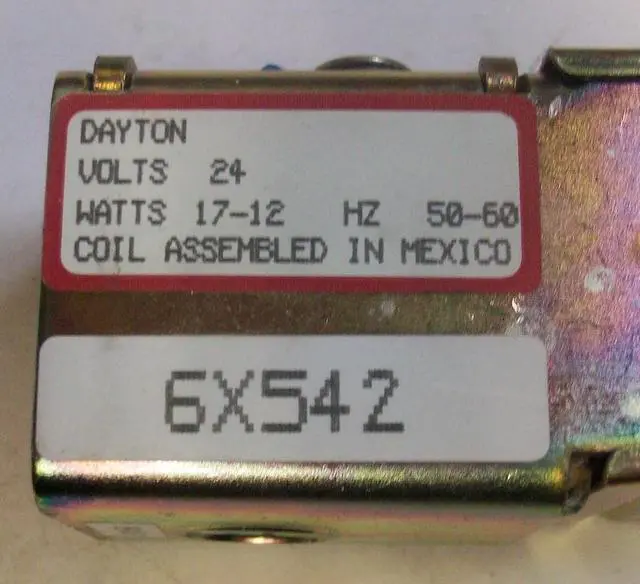 DAYTON
VOLTS 24
WATTS 17-12 HZ 50-60
COIL ASSEMBLED IN MEXICO
6X542